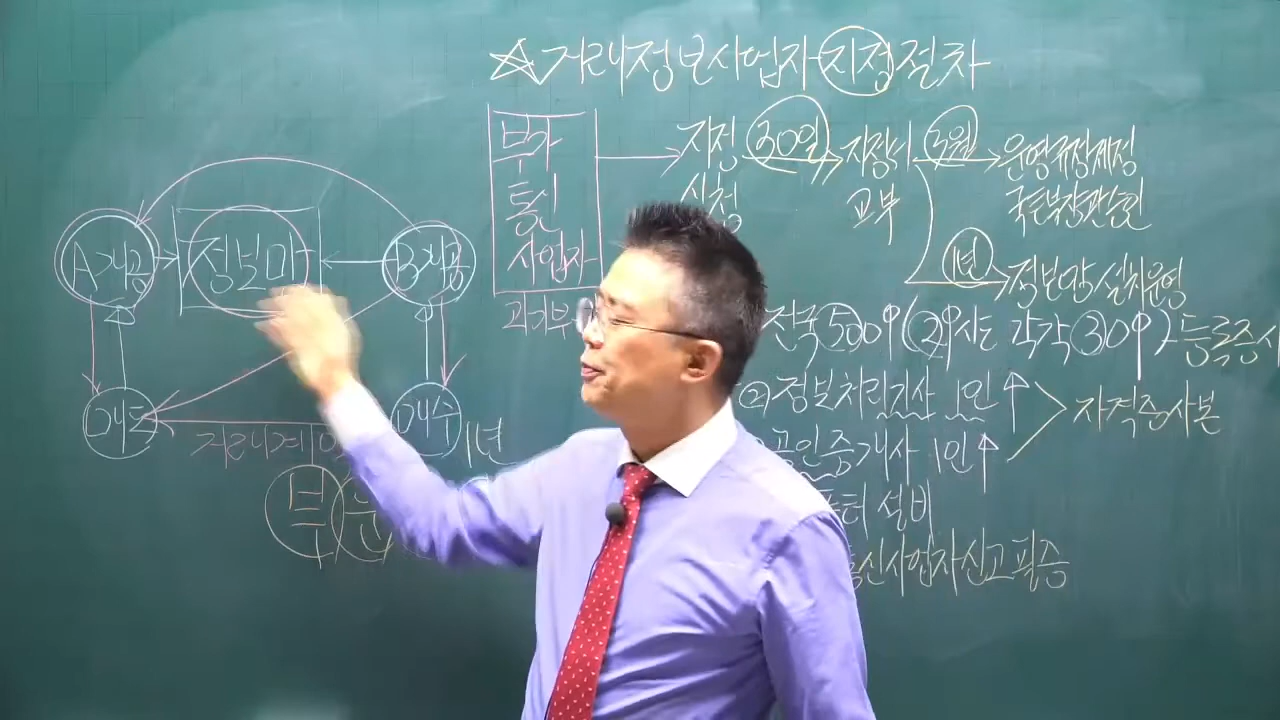 ☆거래정보사업자 지정절차
부가
통신
사업자
지정 30일 지정서 3월 운영규정제정
신청 교부 국토부장관승인
1년 정보망 설치운영
전국500인(2개시도 각각30인) 등록증사
②정보처리기사 1인↑ 자격증사본
공인중개사 1인↑
설비
통신사업자신고필증
A개공 정보망 B개공
매도 매수
거래계 1년
부